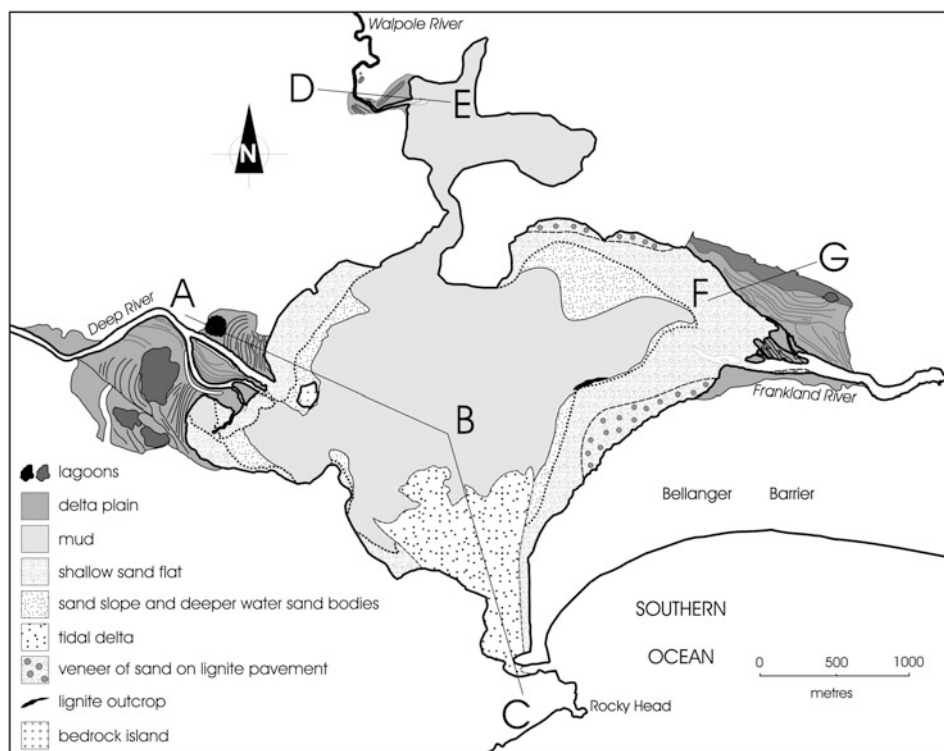 Walpole River
D
E
N
A
G
F
Deep River
B
Frankland River
lagoons
delta plain
mud
shallow sand flat
sand slope and deeper water sand bodies
tidal delta
veneer of sand on lignite pavement
lignite outcrop
bedrock island
Bellanger Barrier
SOUTHERN
OCEAN
0 500 1000
metres
C
Rocky Head